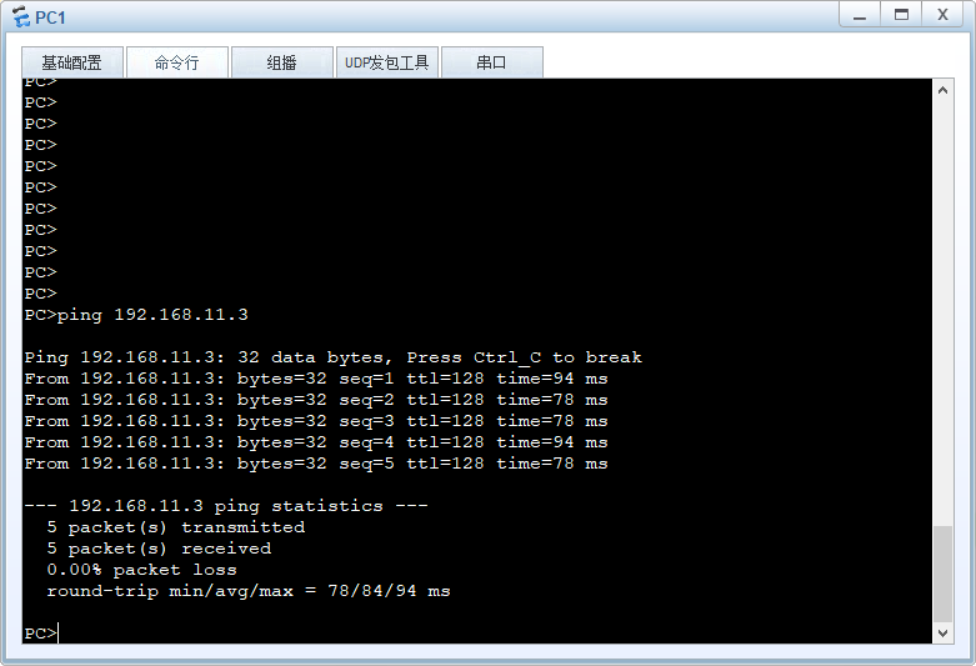 PC1
基础配置 命令行 组播 UDP发包工具 串口
PC>
PC>
PC>
PC>
PC>
PC>
PC>
PC>
PC>
PC>
PC>
PC>ping 192.168.11.3
Ping 192.168.11.3: 32 data bytes, Press Ctrl_C to break
From 192.168.11.3: bytes=32 seq=1 ttl=128 time=94 ms
From 192.168.11.3: bytes=32 seq=2 ttl=128 time=78 ms
From 192.168.11.3: bytes=32 seq=3 ttl=128 time=78 ms
From 192.168.11.3: bytes=32 seq=4 ttl=128 time=94 ms
From 192.168.11.3: bytes=32 seq=5 ttl=128 time=78 ms
--- 192.168.11.3 ping statistics ---
5 packet(s) transmitted
5 packet(s) received
0.00% packet loss
round-trip min/avg/max = 78/84/94 ms
PC>